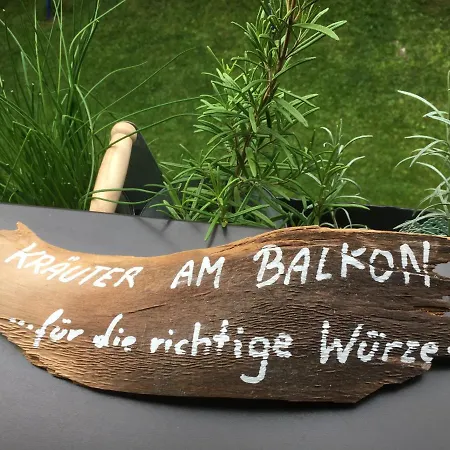 KRÄUTER AM BALKON
...für die richtige Würze